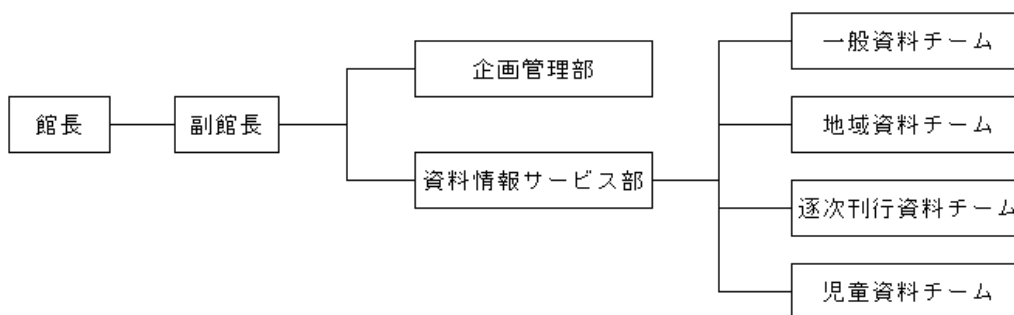 館長
副館長
企画管理部
資料情報サービス部
一般資料チーム
地域資料チーム
逐次刊行資料チーム
児童資料チーム